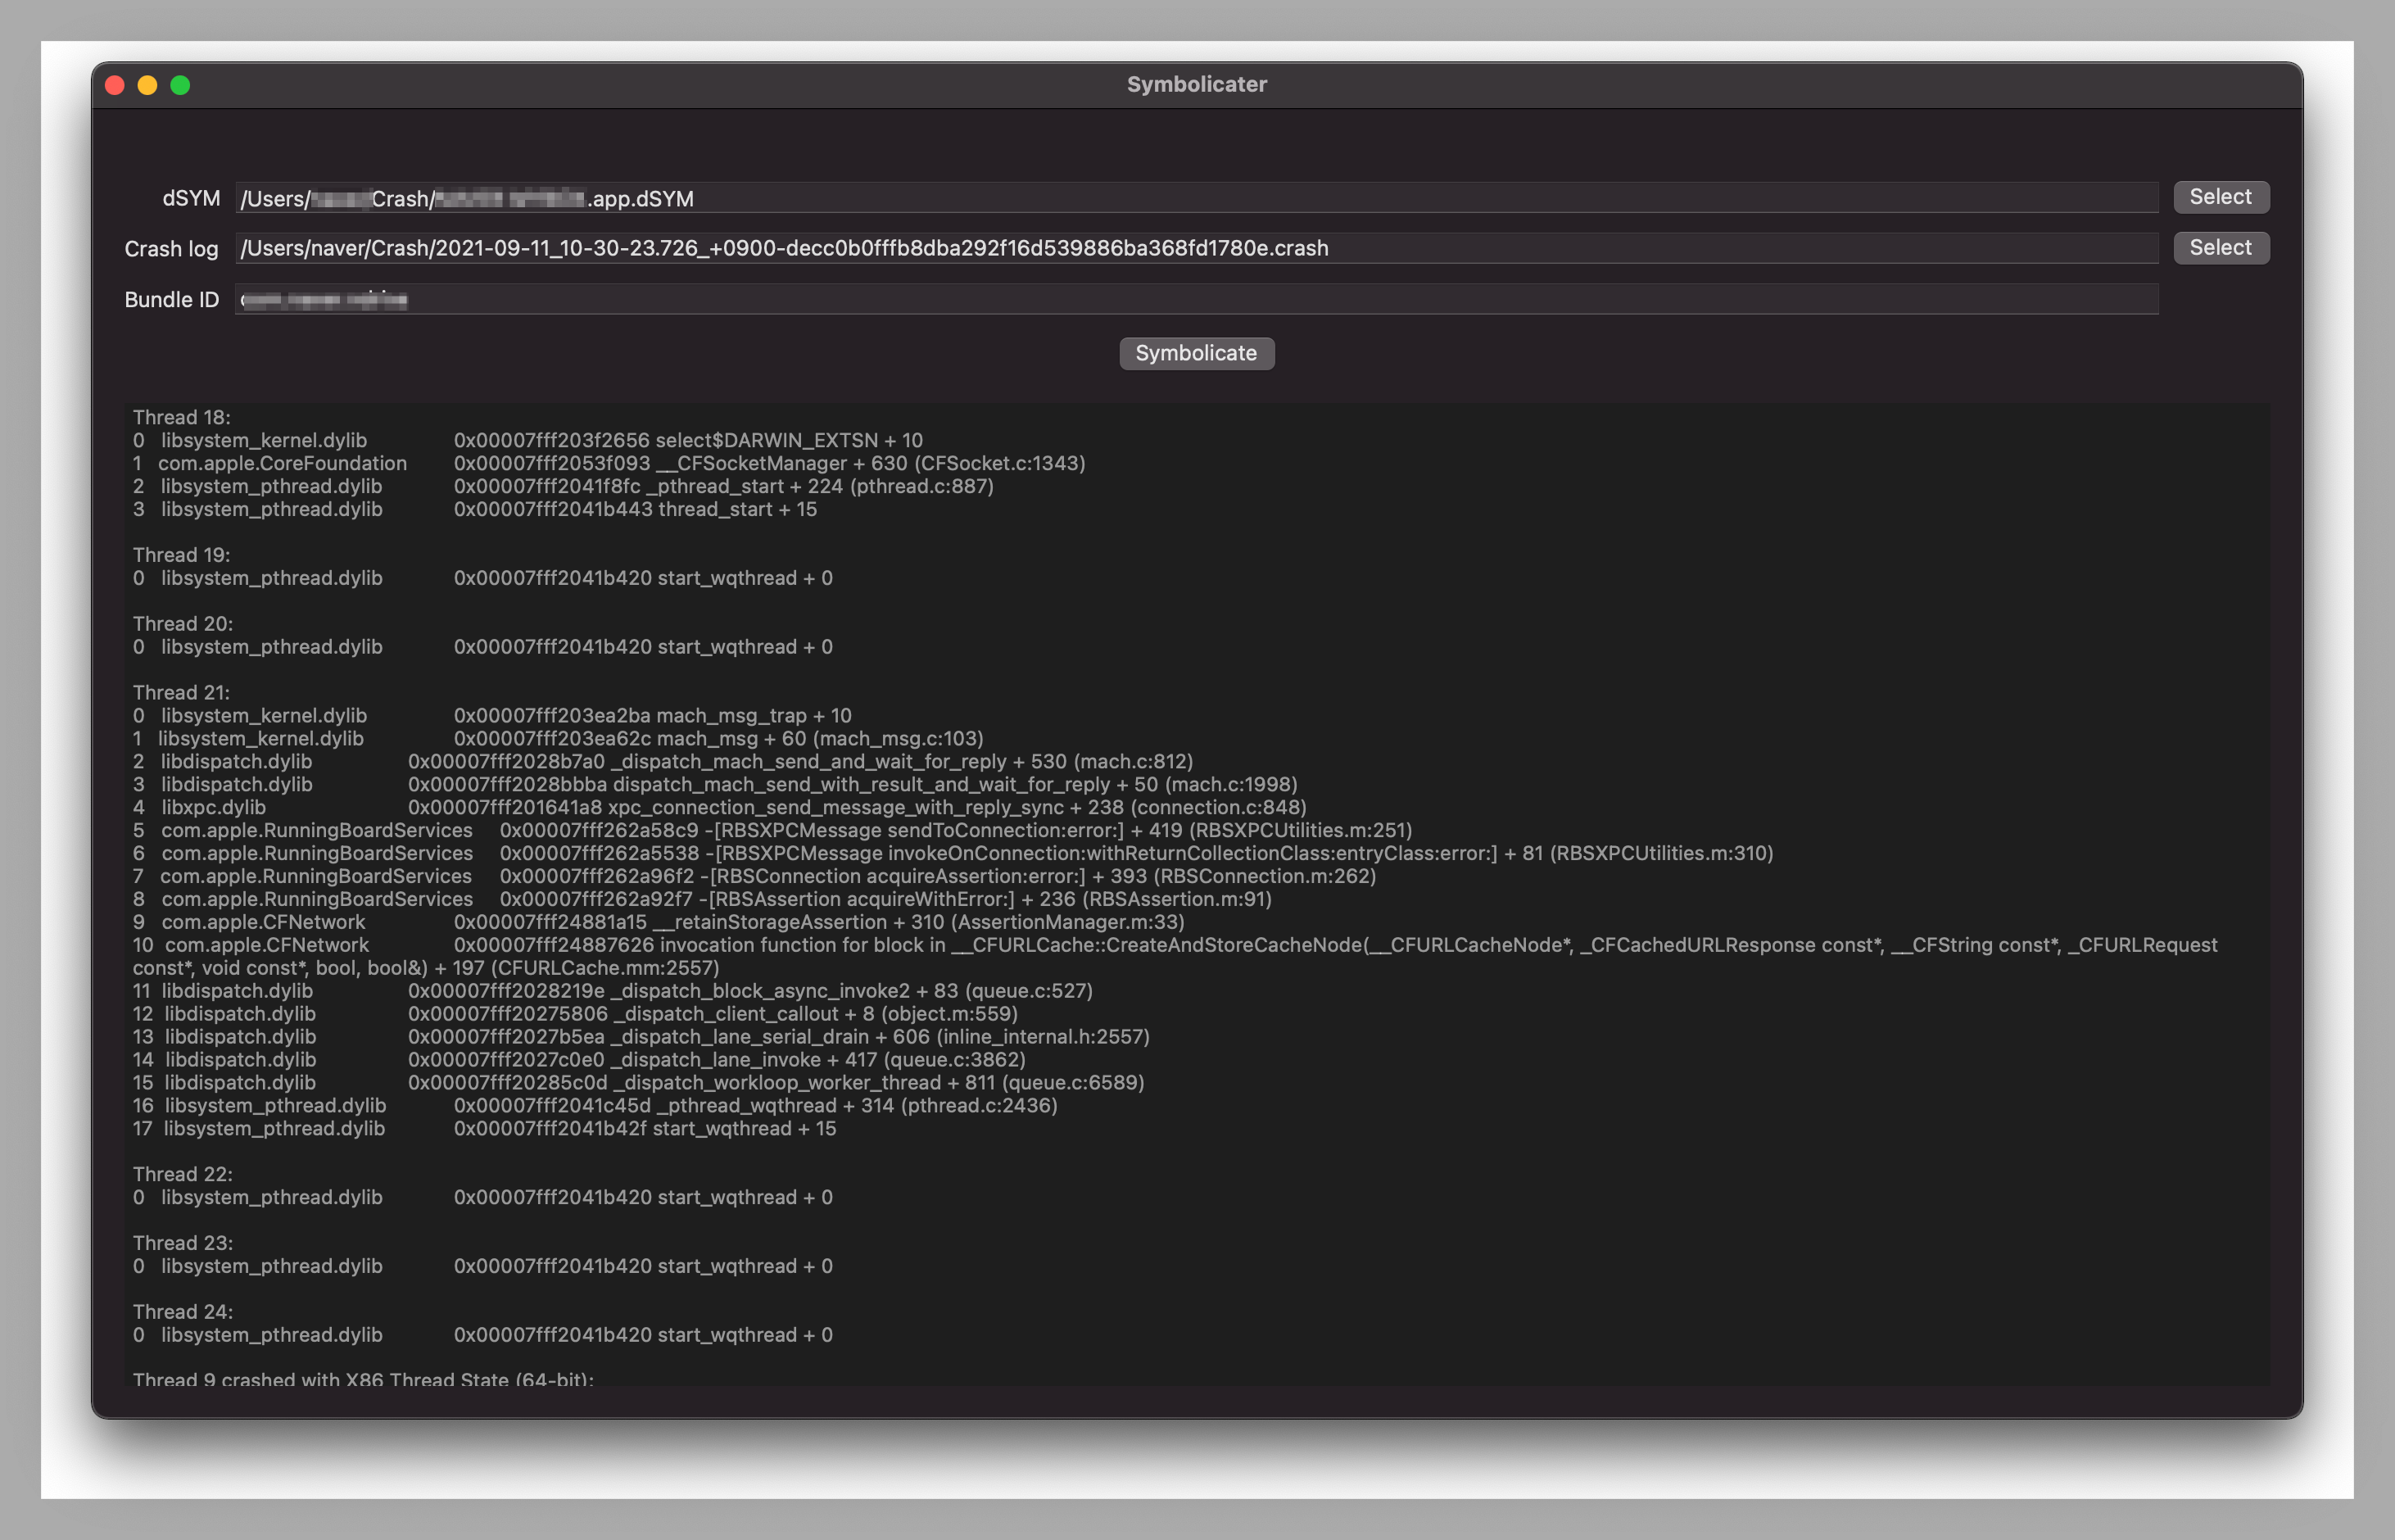 Symbolicater
dSYM /Users/ Crash/ .app.dSYM Select
Crash log /Users/naver/Crash/2021-09-11_10-30-23.726_+0900-decc0b0fffb8dba292f16d539886ba368fd1780e.crash Select
Bundle ID
Symbolicate
Thread 18:
0 libsystem_kernel.dylib 0x00007fff203f2656 select$DARWIN_EXTSN + 10
1 com.apple.CoreFoundation 0x00007fff2053f093 __CFSocketManager + 630 (CFSocket.c:1343)
2 libsystem_pthread.dylib 0x00007fff2041f8fc _pthread_start + 224 (pthread.c:887)
3 libsystem_pthread.dylib 0x00007fff2041b443 thread_start + 15
Thread 19:
0 libsystem_pthread.dylib 0x00007fff2041b420 start_wqthread + 0
Thread 20:
0 libsystem_pthread.dylib 0x00007fff2041b420 start_wqthread + 0
Thread 21:
0 libsystem_kernel.dylib 0x00007fff203ea2ba mach_msg_trap + 10
1 libsystem_kernel.dylib 0x00007fff203ea62c mach_msg + 60 (mach_msg.c:103)
2 libdispatch.dylib 0x00007fff2028b7a0 _dispatch_mach_send_and_wait_for_reply + 530 (mach.c:812)
3 libdispatch.dylib 0x00007fff2028bbba dispatch_mach_send_with_result_and_wait_for_reply + 50 (mach.c:1998)
4 libxpc.dylib 0x00007fff201641a8 xpc_connection_send_message_with_reply_sync + 238 (connection.c:848)
5 com.apple.RunningBoardServices 0x00007fff262a58c9 -[RBSXPCMessage sendToConnection:error:] + 419 (RBSXPCUtilities.m:251)
6 com.apple.RunningBoardServices 0x00007fff262a5538 -[RBSXPCMessage invokeOnConnection:withReturnCollectionClass:entryClass:error:] + 81 (RBSXPCUtilities.m:310)
7 com.apple.RunningBoardServices 0x00007fff262a96f2 -[RBSConnection acquireAssertion:error:] + 393 (RBSConnection.m:262)
8 com.apple.RunningBoardServices 0x00007fff262a92f7 -[RBSAssertion acquireWithError:] + 236 (RBSAssertion.m:91)
9 com.apple.CFNetwork 0x00007fff24881a15 __retainStorageAssertion + 310 (AssertionManager.m:33)
10 com.apple.CFNetwork 0x00007fff24887626 invocation function for block in __CFURLCache::CreateAndStoreCacheNode(__CFURLCacheNode*, _CFCachedURLResponse const*, __CFString const*, _CFURLRequest
const*, void const*, bool, bool&) + 197 (CFURLCache.mm:2557)
11 libdispatch.dylib 0x00007fff2028219e _dispatch_block_async_invoke2 + 83 (queue.c:527)
12 libdispatch.dylib 0x00007fff20275806 _dispatch_client_callout + 8 (object.m:559)
13 libdispatch.dylib 0x00007fff2027b5ea _dispatch_lane_serial_drain + 606 (inline_internal.h:2557)
14 libdispatch.dylib 0x00007fff2027c0e0 _dispatch_lane_invoke + 417 (queue.c:3862)
15 libdispatch.dylib 0x00007fff20285c0d _dispatch_workloop_worker_thread + 811 (queue.c:6589)
16 libsystem_pthread.dylib 0x00007fff2041c45d _pthread_wqthread + 314 (pthread.c:2436)
17 libsystem_pthread.dylib 0x00007fff2041b42f start_wqthread + 15
Thread 22:
0 libsystem_pthread.dylib 0x00007fff2041b420 start_wqthread + 0
Thread 23:
0 libsystem_pthread.dylib 0x00007fff2041b420 start_wqthread + 0
Thread 24:
0 libsystem_pthread.dylib 0x00007fff2041b420 start_wqthread + 0
Thread 9 crashed with X86 Thread State (64-bit):